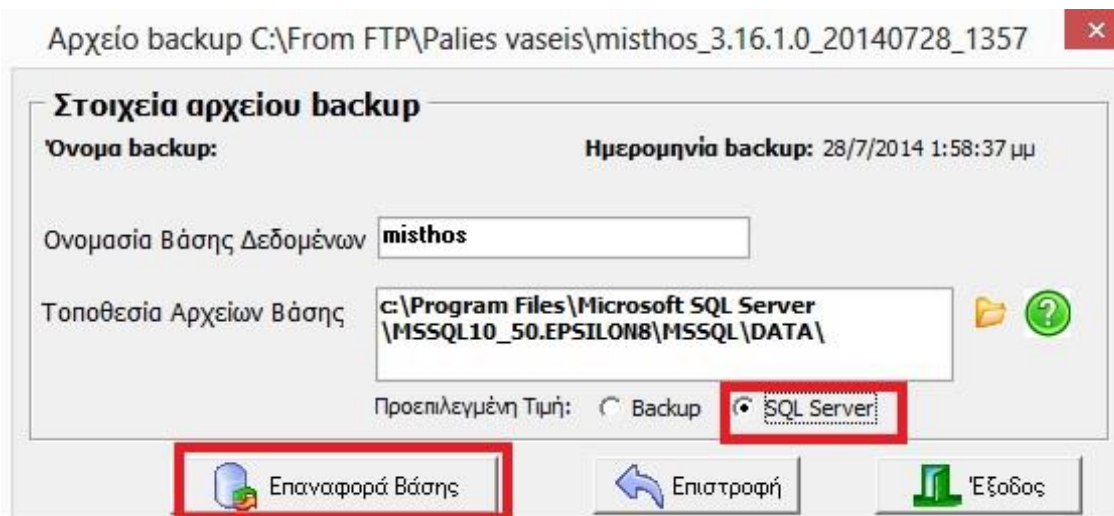 Αρχείο backup C:\From FTP\Palies vaseis\misthos_3.16.1.0_20140728_1357
Στοιχεία αρχείου backup
Όνομα backup: Ημερομηνία backup: 28/7/2014 1:58:37 μμ
Ονομασία Βάσης Δεδομένων misthos
Τοποθεσία Αρχείων Βάσης c:\Program Files\Microsoft SQL Server
\MSSQL10_50.EPSILON8\MSSQL\DATA\
Προεπιλεγμένη Τιμή: Backup SQL Server
Επαναφορά Βάσης Επιστροφή Έξοδος